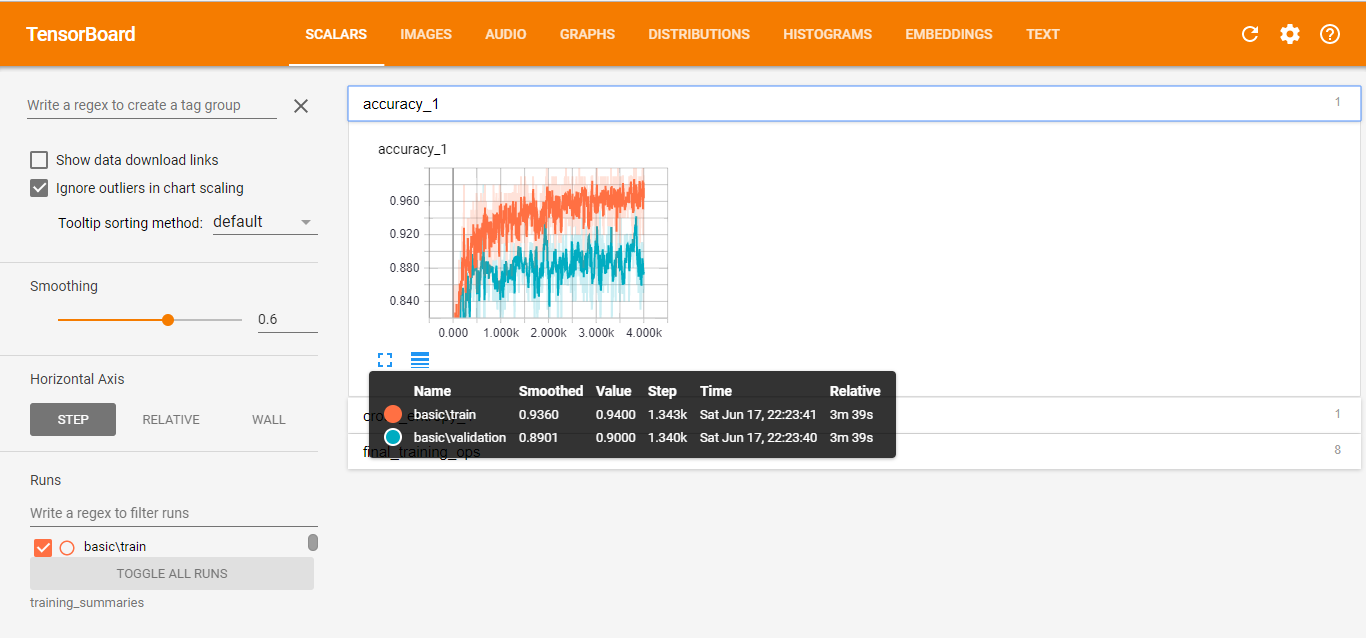 TensorBoard SCALARS IMAGES AUDIO GRAPHS DISTRIBUTIONS HISTOGRAMS EMBEDDINGS TEXT
Write a regex to create a tag group
Show data download links
Ignore outliers in chart scaling
Tooltip sorting method: default
Smoothing
0.6
Horizontal Axis
STEP RELATIVE WALL
Runs
Write a regex to filter runs
basic\train
TOGGLE ALL RUNS
training_summaries
accuracy_1 1
accuracy_1
0.960
0.920
0.880
0.840
0.000 1.000k 2.000k 3.000k 4.000k
Name Smoothed Value Step Time Relative
basic\train 0.9360 0.9400 1.343k Sat Jun 17, 22:23:41 3m 39s
basic\validation 0.8901 0.9000 1.340k Sat Jun 17, 22:23:40 3m 39s
1
final_training_ops 8